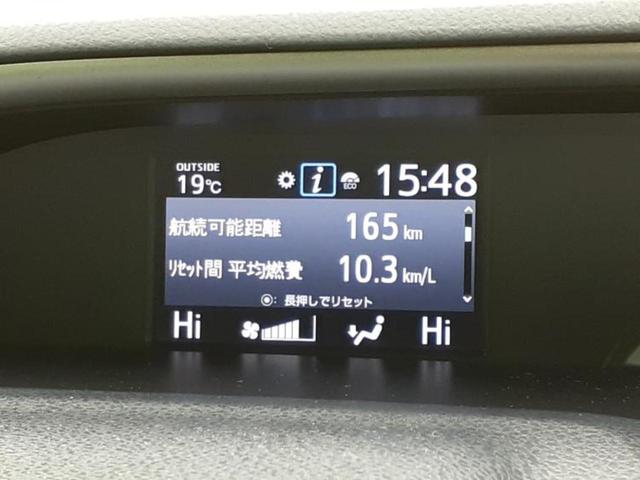 OUTSIDE
19℃ i ECO 15:48
航続可能距離 165 km
ﾘｾｯﾄ間 平均燃費 10.3 km/L
◉: 長押しでリセット
Hi Hi